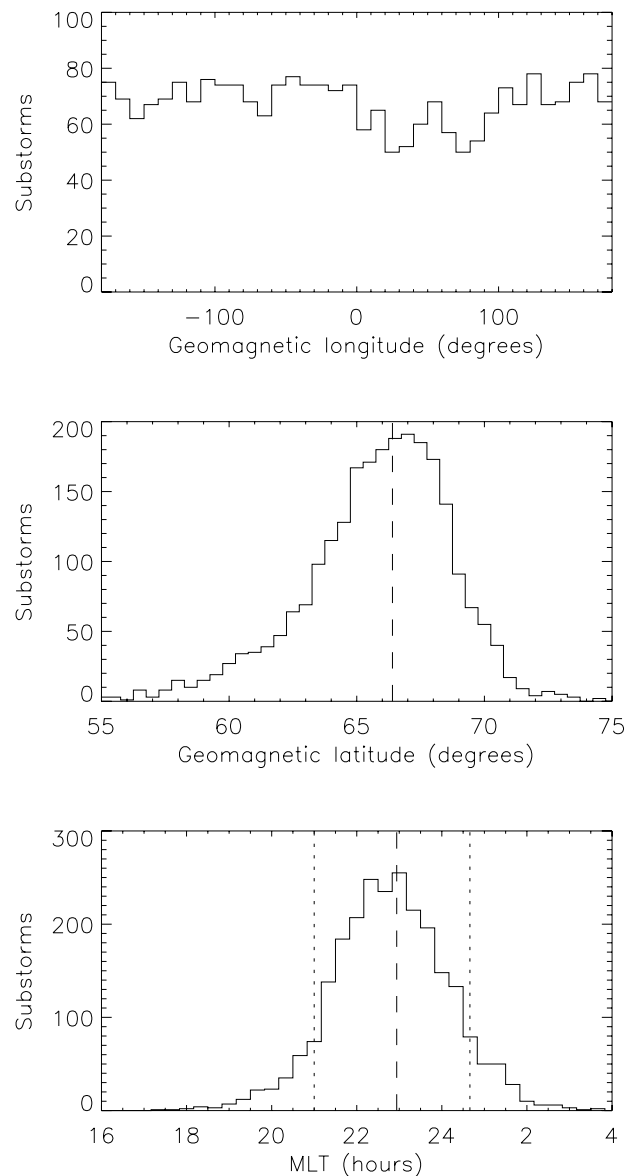 100
80
60
40
20
0
Substorms
−100 0 100
Geomagnetic longitude (degrees)
200
150
100
50
0
Substorms
55 60 65 70 75
Geomagnetic latitude (degrees)
300
200
100
0
Substorms
16 18 20 22 24 2 4
MLT (hours)